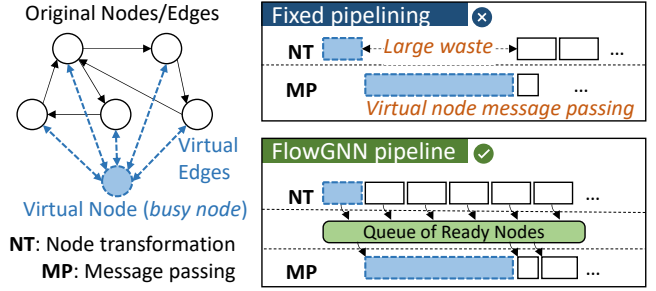 Original Nodes/Edges
Virtual
Edges
Virtual Node (busy node)
NT: Node transformation
MP: Message passing
Fixed pipelining
NT
Large waste
...
MP
...
Virtual node message passing
FlowGNN pipeline
NT
...
Queue of Ready Nodes
MP
...